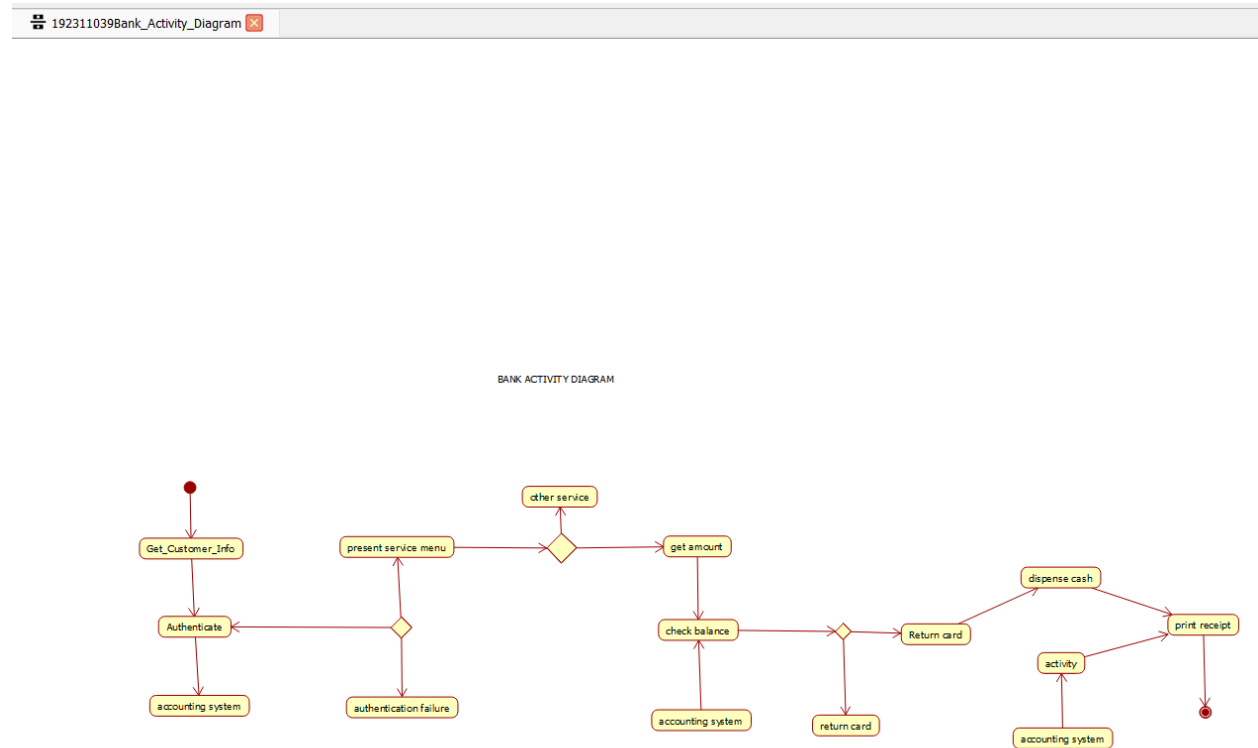 192311039Bank_Activity_Diagram
BANK ACTIVITY DIAGRAM
other service
Get_Customer_Info
present service menu
get amount
dispense cash
Authenticate
check balance
Return card
print receipt
activity
accounting system
authentication failure
accounting system
return card
accounting system